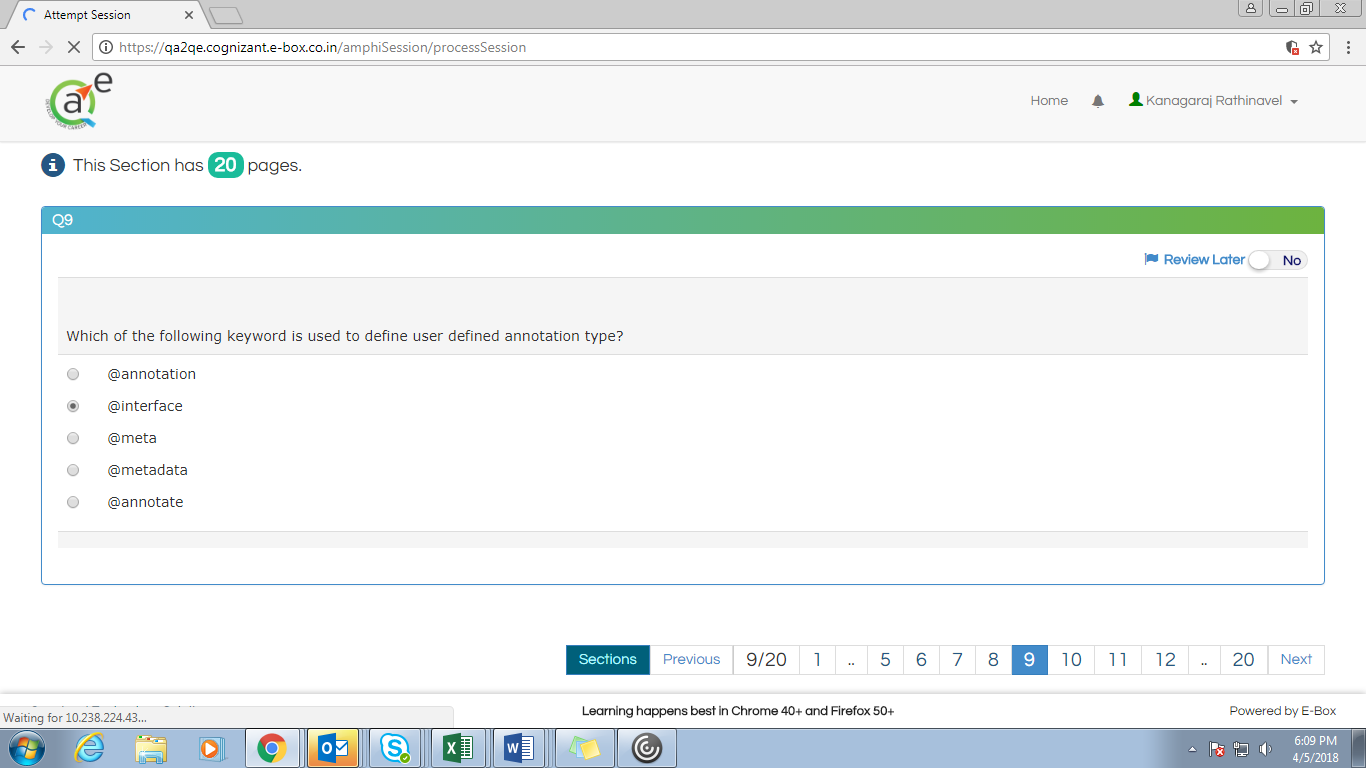 Attempt Session
https://qa2qe.cognizant.e-box.co.in/amphiSession/processSession
a e
Home Kanagaraj Rathinavel
This Section has 20 pages.
Q9
Review Later No
Which of the following keyword is used to define user defined annotation type?
@annotation
@interface
@meta
@metadata
@annotate
Sections Previous 9/20 1 .. 5 6 7 8 9 10 11 12 .. 20 Next
Waiting for 10.238.224.43...
Learning happens best in Chrome 40+ and Firefox 50+
Powered by E-Box
6:09 PM
4/5/2018